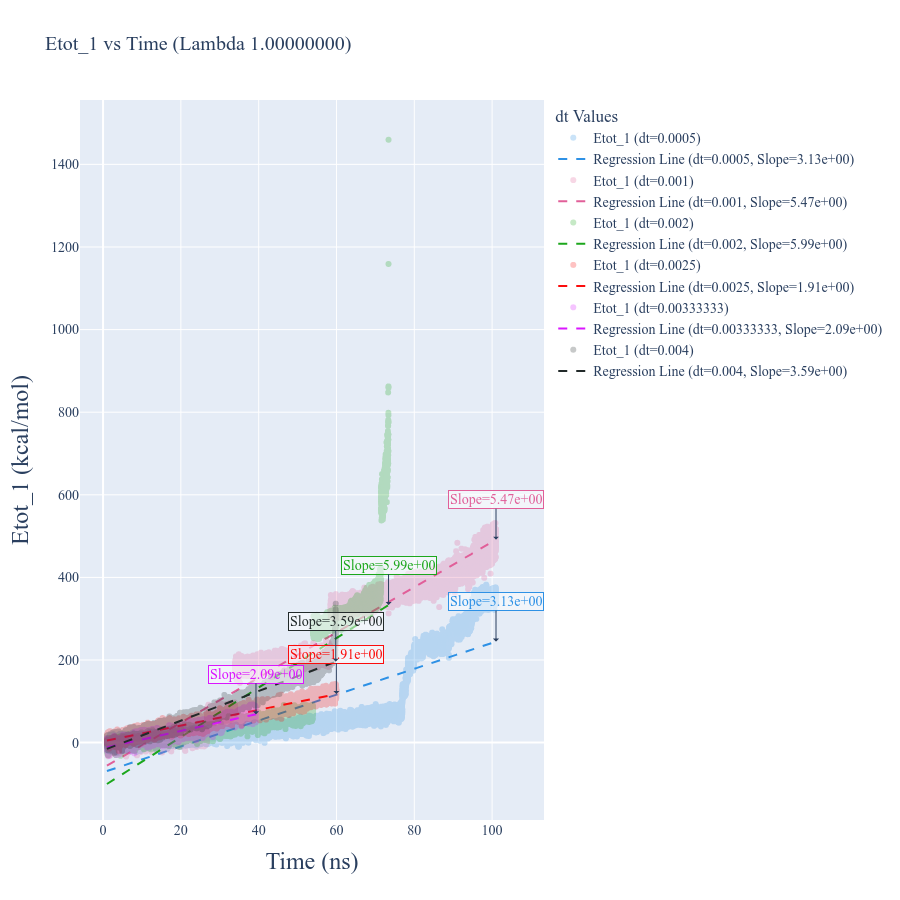 Etot_1 vs Time (Lambda 1.00000000)
dt Values
Etot_1 (dt=0.0005)
Regression Line (dt=0.0005, Slope=3.13e+00)
Etot_1 (dt=0.001)
Regression Line (dt=0.001, Slope=5.47e+00)
Etot_1 (dt=0.002)
Regression Line (dt=0.002, Slope=5.99e+00)
Etot_1 (dt=0.0025)
Regression Line (dt=0.0025, Slope=1.91e+00)
Etot_1 (dt=0.00333333)
Regression Line (dt=0.00333333, Slope=2.09e+00)
Etot_1 (dt=0.004)
Regression Line (dt=0.004, Slope=3.59e+00)
Etot_1 (kcal/mol)
1400
1200
1000
800
600
400
200
0
Slope=5.47e+00
Slope=5.99e+00
Slope=3.13e+00
Slope=3.59e+00
Slope=1.91e+00
Slope=2.09e+00
0
20
40
60
80
100
Time (ns)